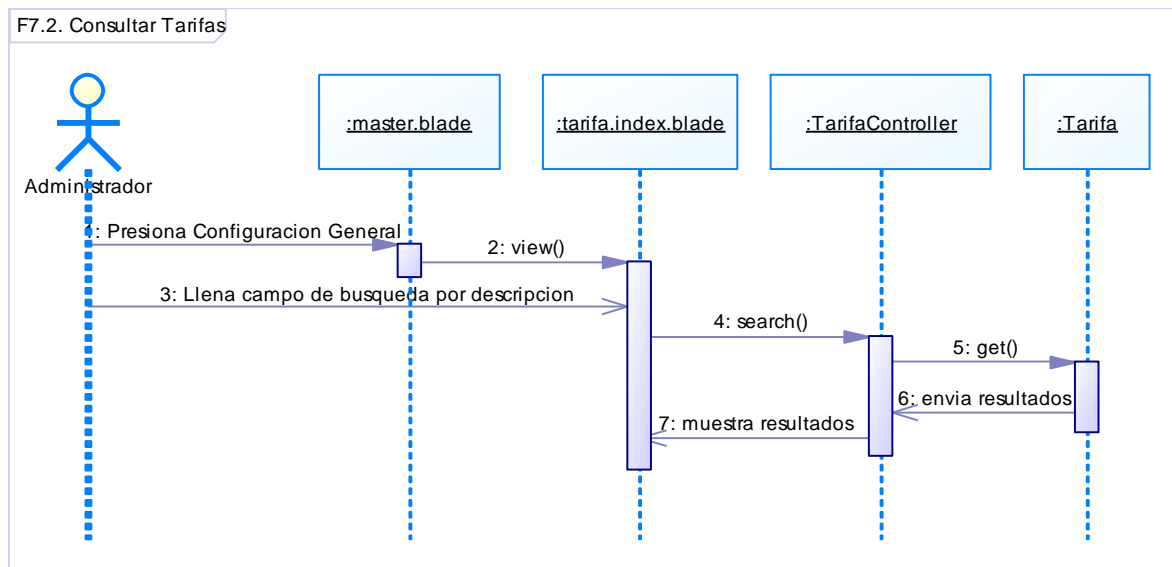 F7.2. Consultar Tarifas
:master.blade
:tarifa.index.blade
:TarifaController
:Tarifa
Administrador
1: Presiona Configuracion General
2: view()
3: Llena campo de busqueda por descripcion
4: search()
5: get()
6: envia resultados
7: muestra resultados